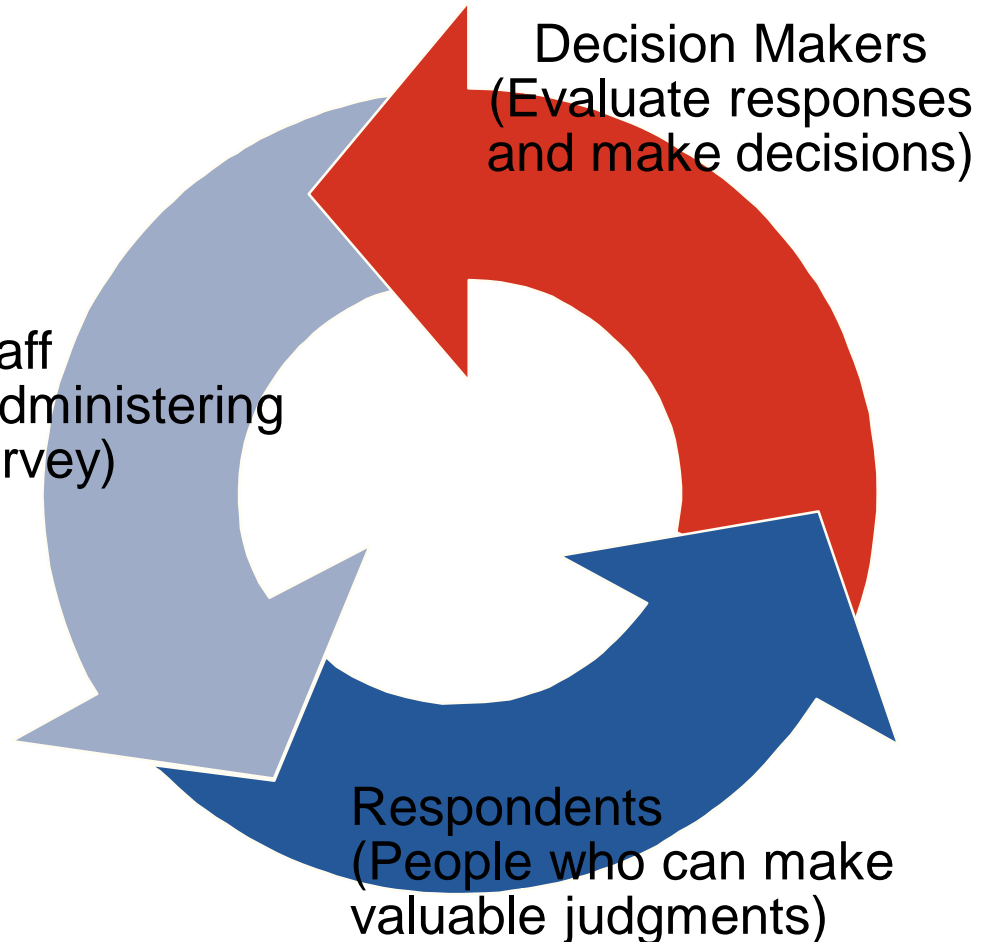 Decision Makers
(Evaluate responses
and make decisions)
aff
dministering
rvey)
Respondents
(People who can make
valuable judgments)